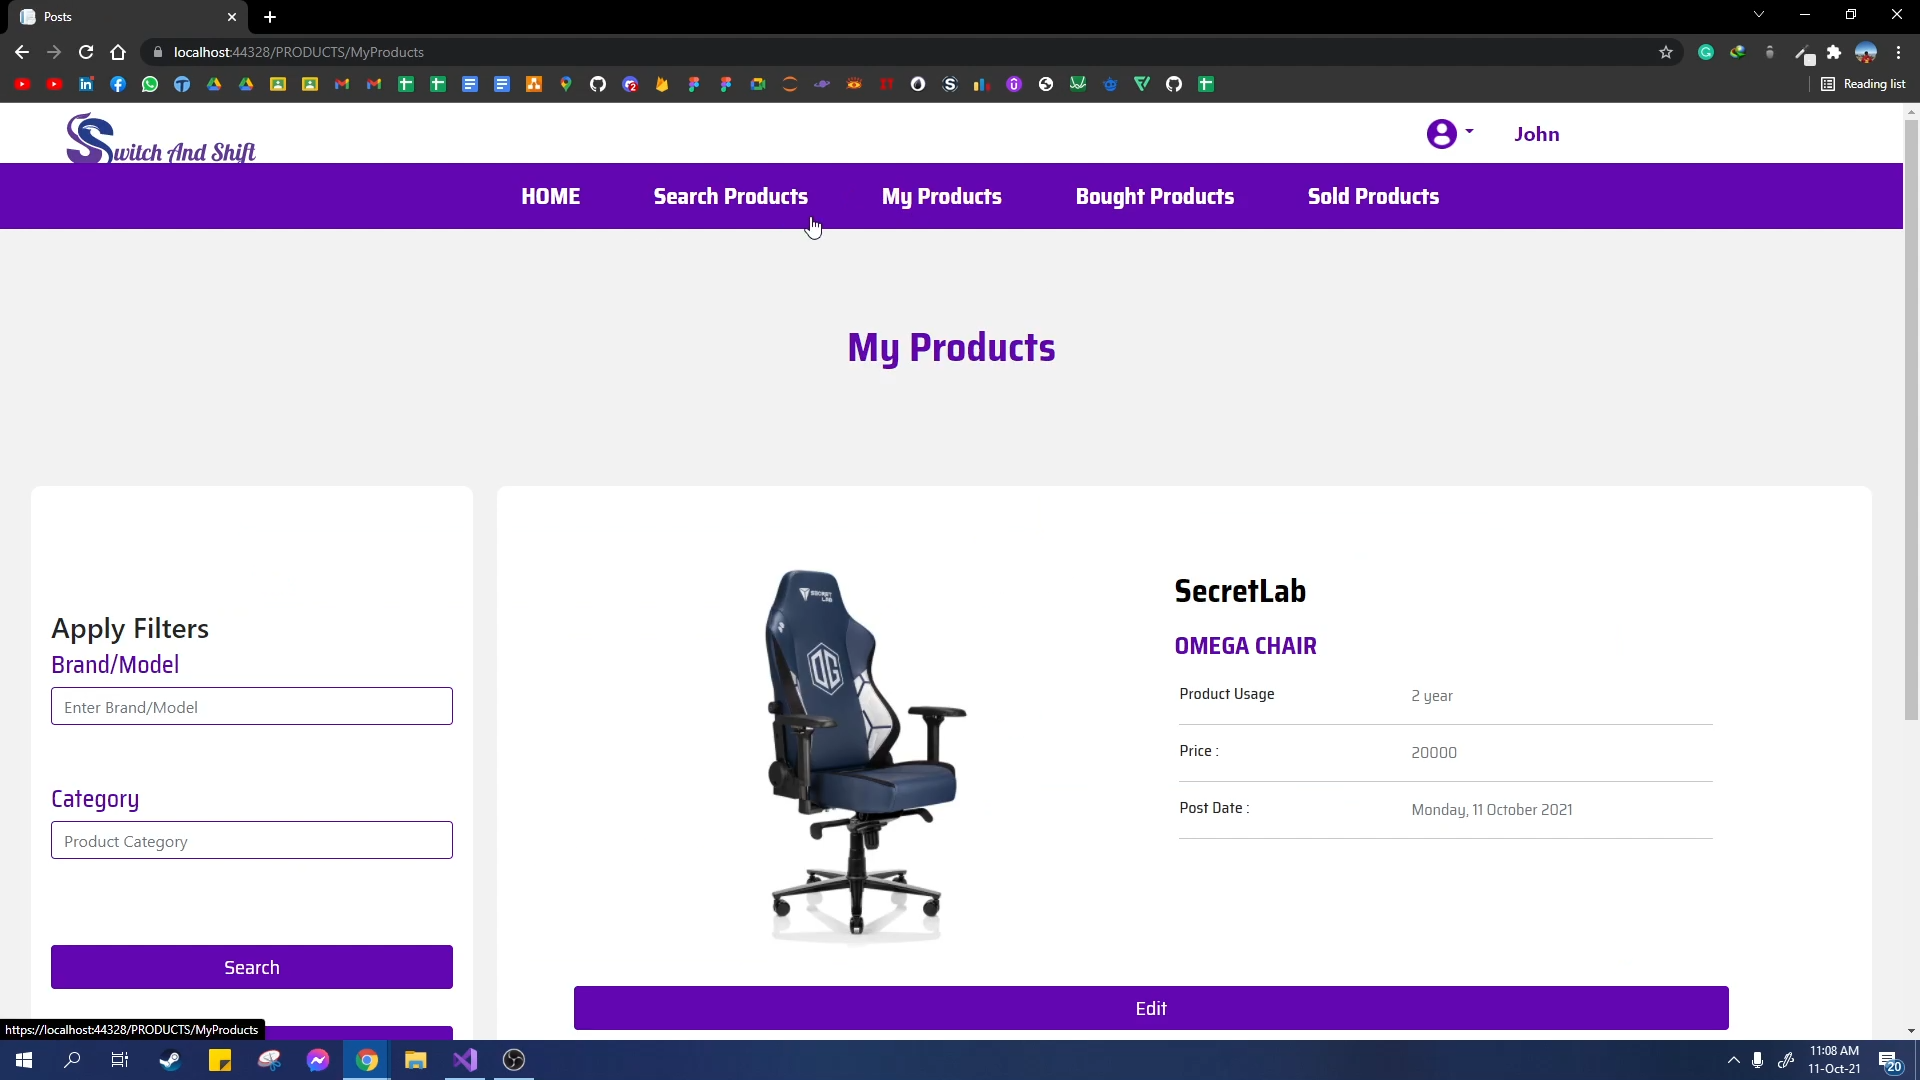 Posts
localhost:44328/PRODUCTS/MyProducts
Reading list
Switch And Shift
John
HOME Search Products My Products Bought Products Sold Products
My Products
Apply Filters
Brand/Model
Enter Brand/Model
Category
Product Category
Search
SECRET
LAB
OG
SecretLab
OMEGA CHAIR
Product Usage 2 year
Price : 20000
Post Date : Monday, 11 October 2021
Edit
https://localhost:44328/PRODUCTS/MyProducts
11:08 AM
11-Oct-21
20